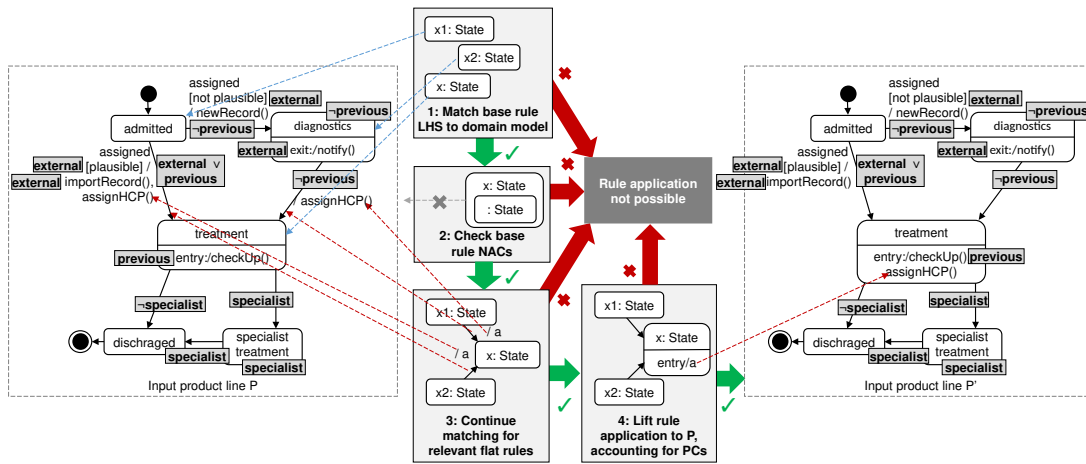 assigned
[not plausible]
/ newRecord()
external
¬previous
admitted
¬previous
diagnostics
external
exit:/notify()
assigned
external
[plausible] /
external
importRecord(),
assignHCP()
external ∨
previous
¬previous
assignHCP()
treatment
previous
entry:/checkUp()
¬specialist
specialist
dischraged
specialist
specialist
treatment
specialist
Input product line P
x1: State
x2: State
x: State
1: Match base rule
LHS to domain model
x: State
: State
2: Check base
rule NACs
x1: State
/ a
/ a
x: State
x2: State
3: Continue
matching for
relevant flat rules
Rule application
not possible
x1: State
x: State
entry/a
x2: State
4: Lift rule
application to P,
accounting for PCs
assigned
[not plausible]
/ newRecord()
external
¬previous
admitted
¬previous
diagnostics
external
exit:/notify()
assigned
external
[plausible] /
external
importRecord()
external ∨
previous
¬previous
treatment
entry:/checkUp()
previous
assignHCP()
¬specialist
specialist
dischraged
specialist
specialist
treatment
specialist
Input product line P'